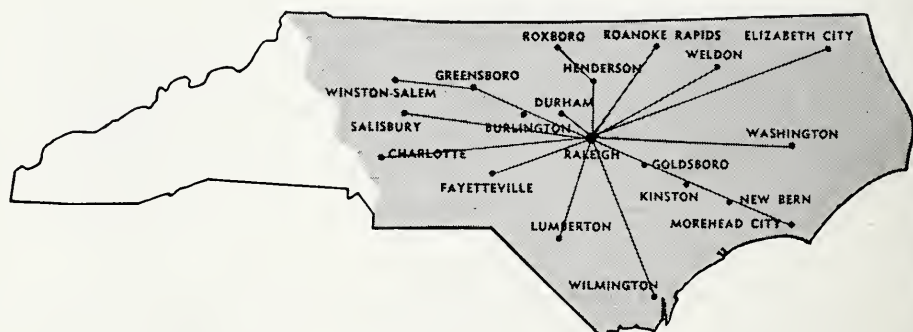 ROXBORO
ROANOKE RAPIDS
ELIZABETH CITY
WELDON
HENDERSON
GREENSBORO
WINSTON-SALEM
DURHAM
BURLINGTON
SALISBURY
WASHINGTON
CHARLOTTE
RALEIGH
GOLDSBORO
FAYETTEVILLE
KINSTON
NEW BERN
MOREHEAD CITY
LUMBERTON
WILMINGTON